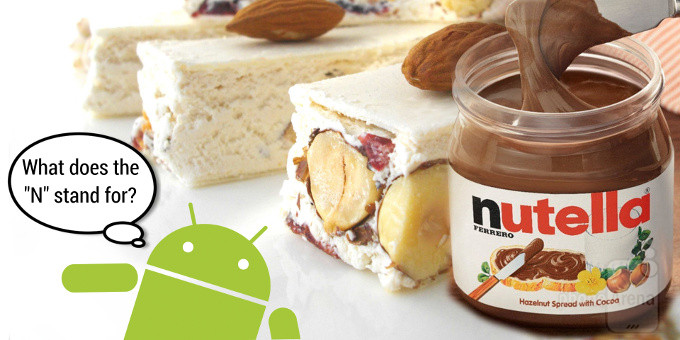 What does the
"N" stand for?
nutella
FERRERO
Hazelnut Spread with Cocoa